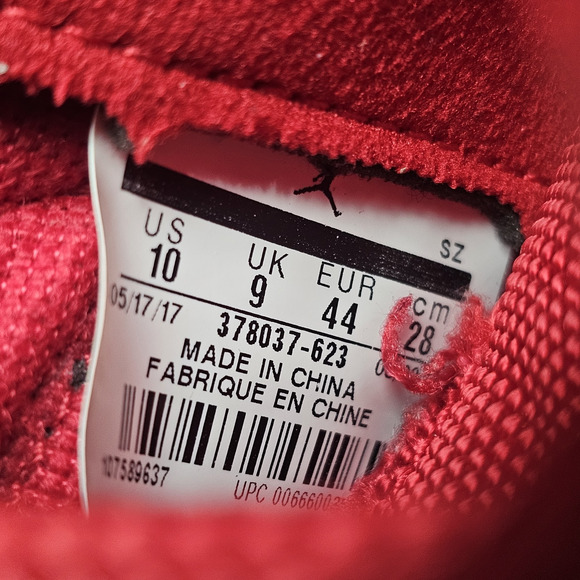 SZ
US UK EUR cm
10 9 44 28
05/17/17
378037-623
MADE IN CHINA
FABRIQUE EN CHINE
UPC